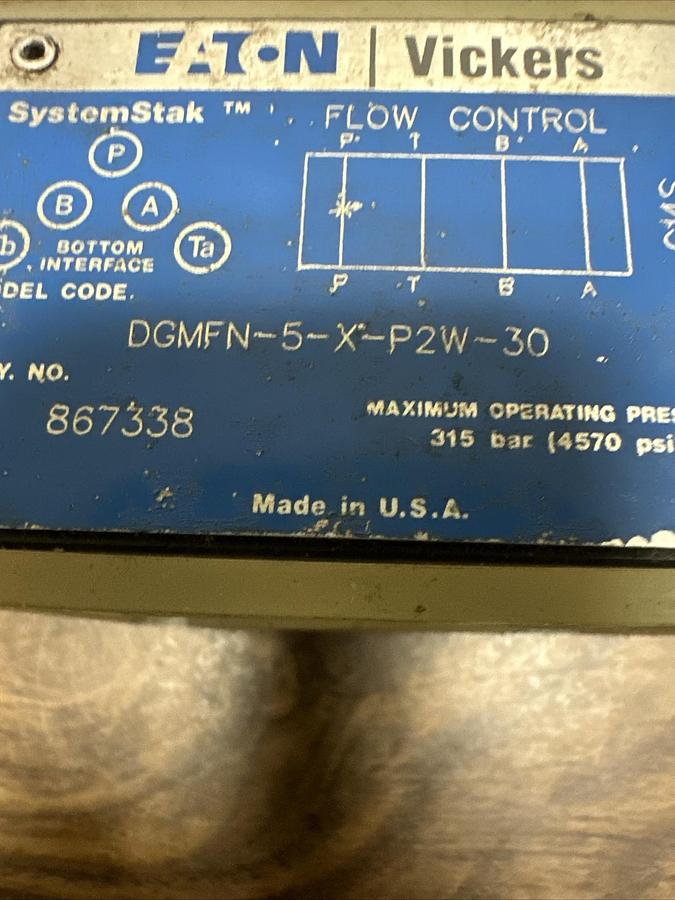 EATON | Vickers
SystemStak ™
FLOW CONTROL
P T B A
P
B A
b Ta
BOTTOM
INTERFACE
P T B A
DEL CODE.
DGMFN-5-X-P2W-30
Y. NO.
867338
MAXIMUM OPERATING PRES
315 bar (4570 psi
Made in U.S.A.